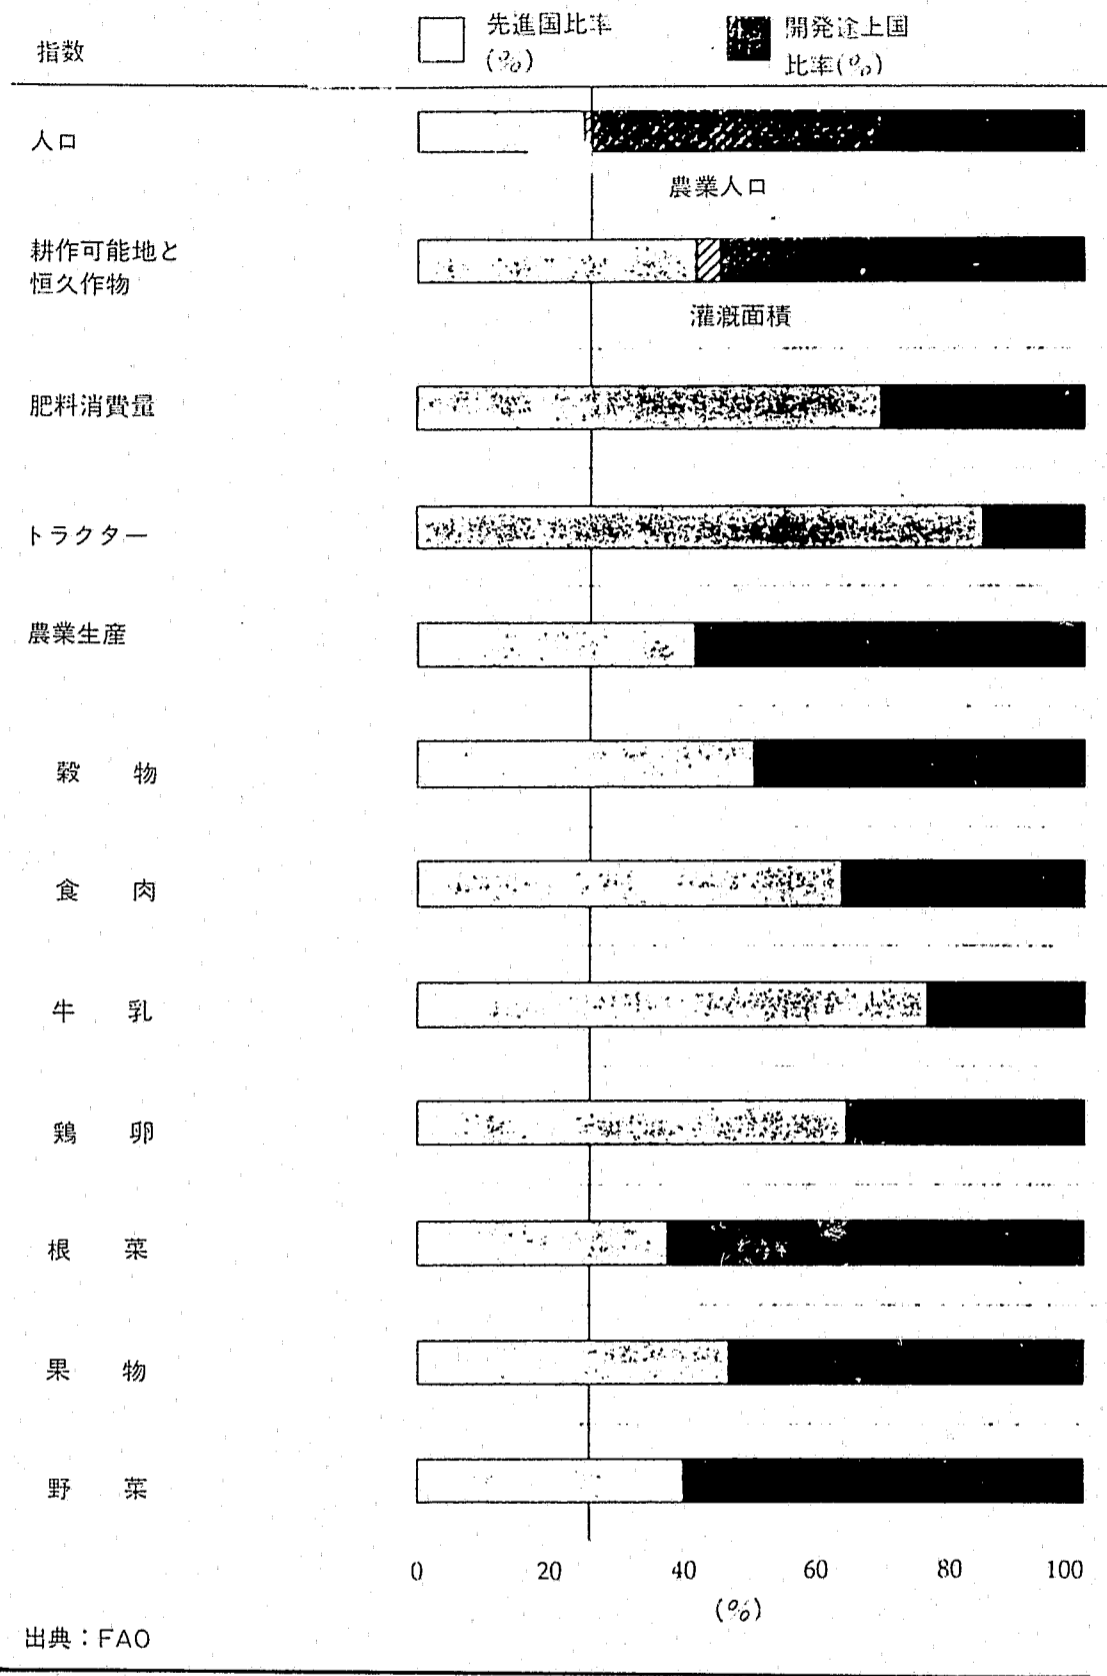 指数
先進国比率
(%)
開発途上国
比率(%)
人口
農業人口
耕作可能地と
恒久作物
灌漑面積
肥料消費量
トラクター
農業生産
穀物
食肉
牛乳
鶏卵
根菜
果物
野菜
0 20 40 60 80 100
(%)
出典：FAO